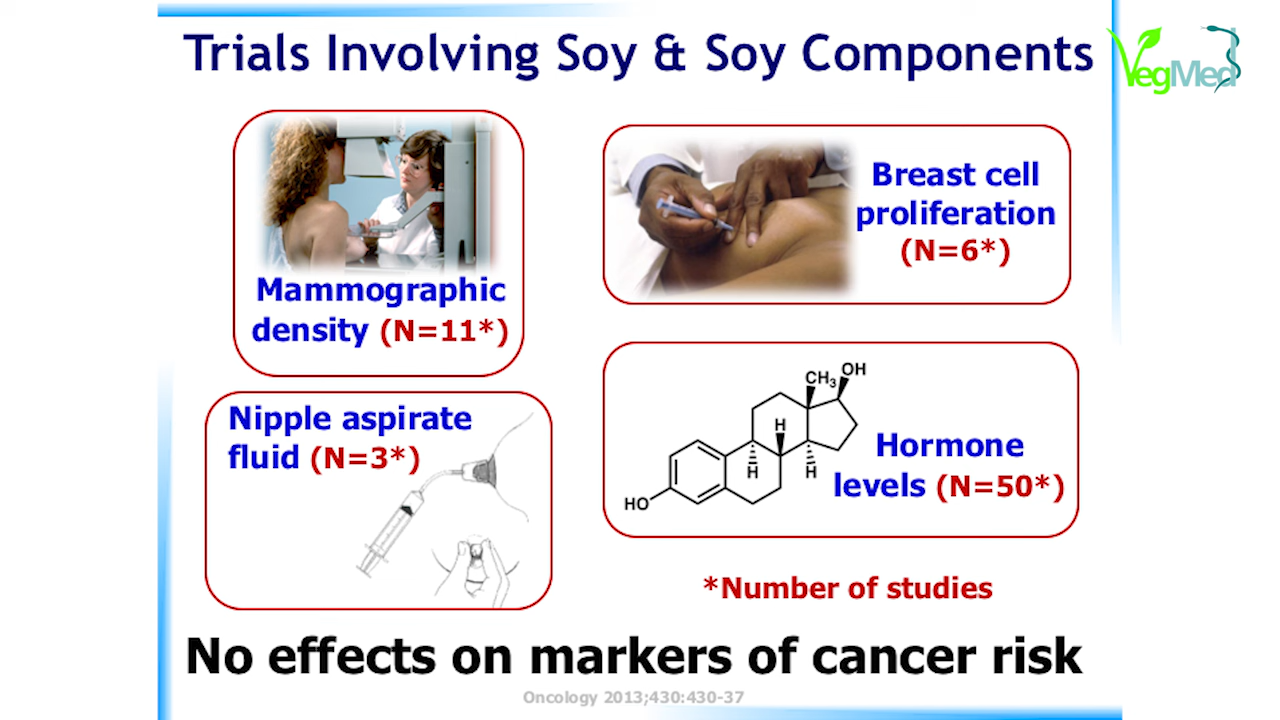 Trials Involving Soy & Soy Components
VegMed
Mammographic
density (N=11*)
Breast cell
proliferation
(N=6*)
Nipple aspirate
fluid (N=3*)
CH3
OH
H
H
H
HO
Hormone
levels (N=50*)
*Number of studies
No effects on markers of cancer risk
Oncology 2013;430:430-37